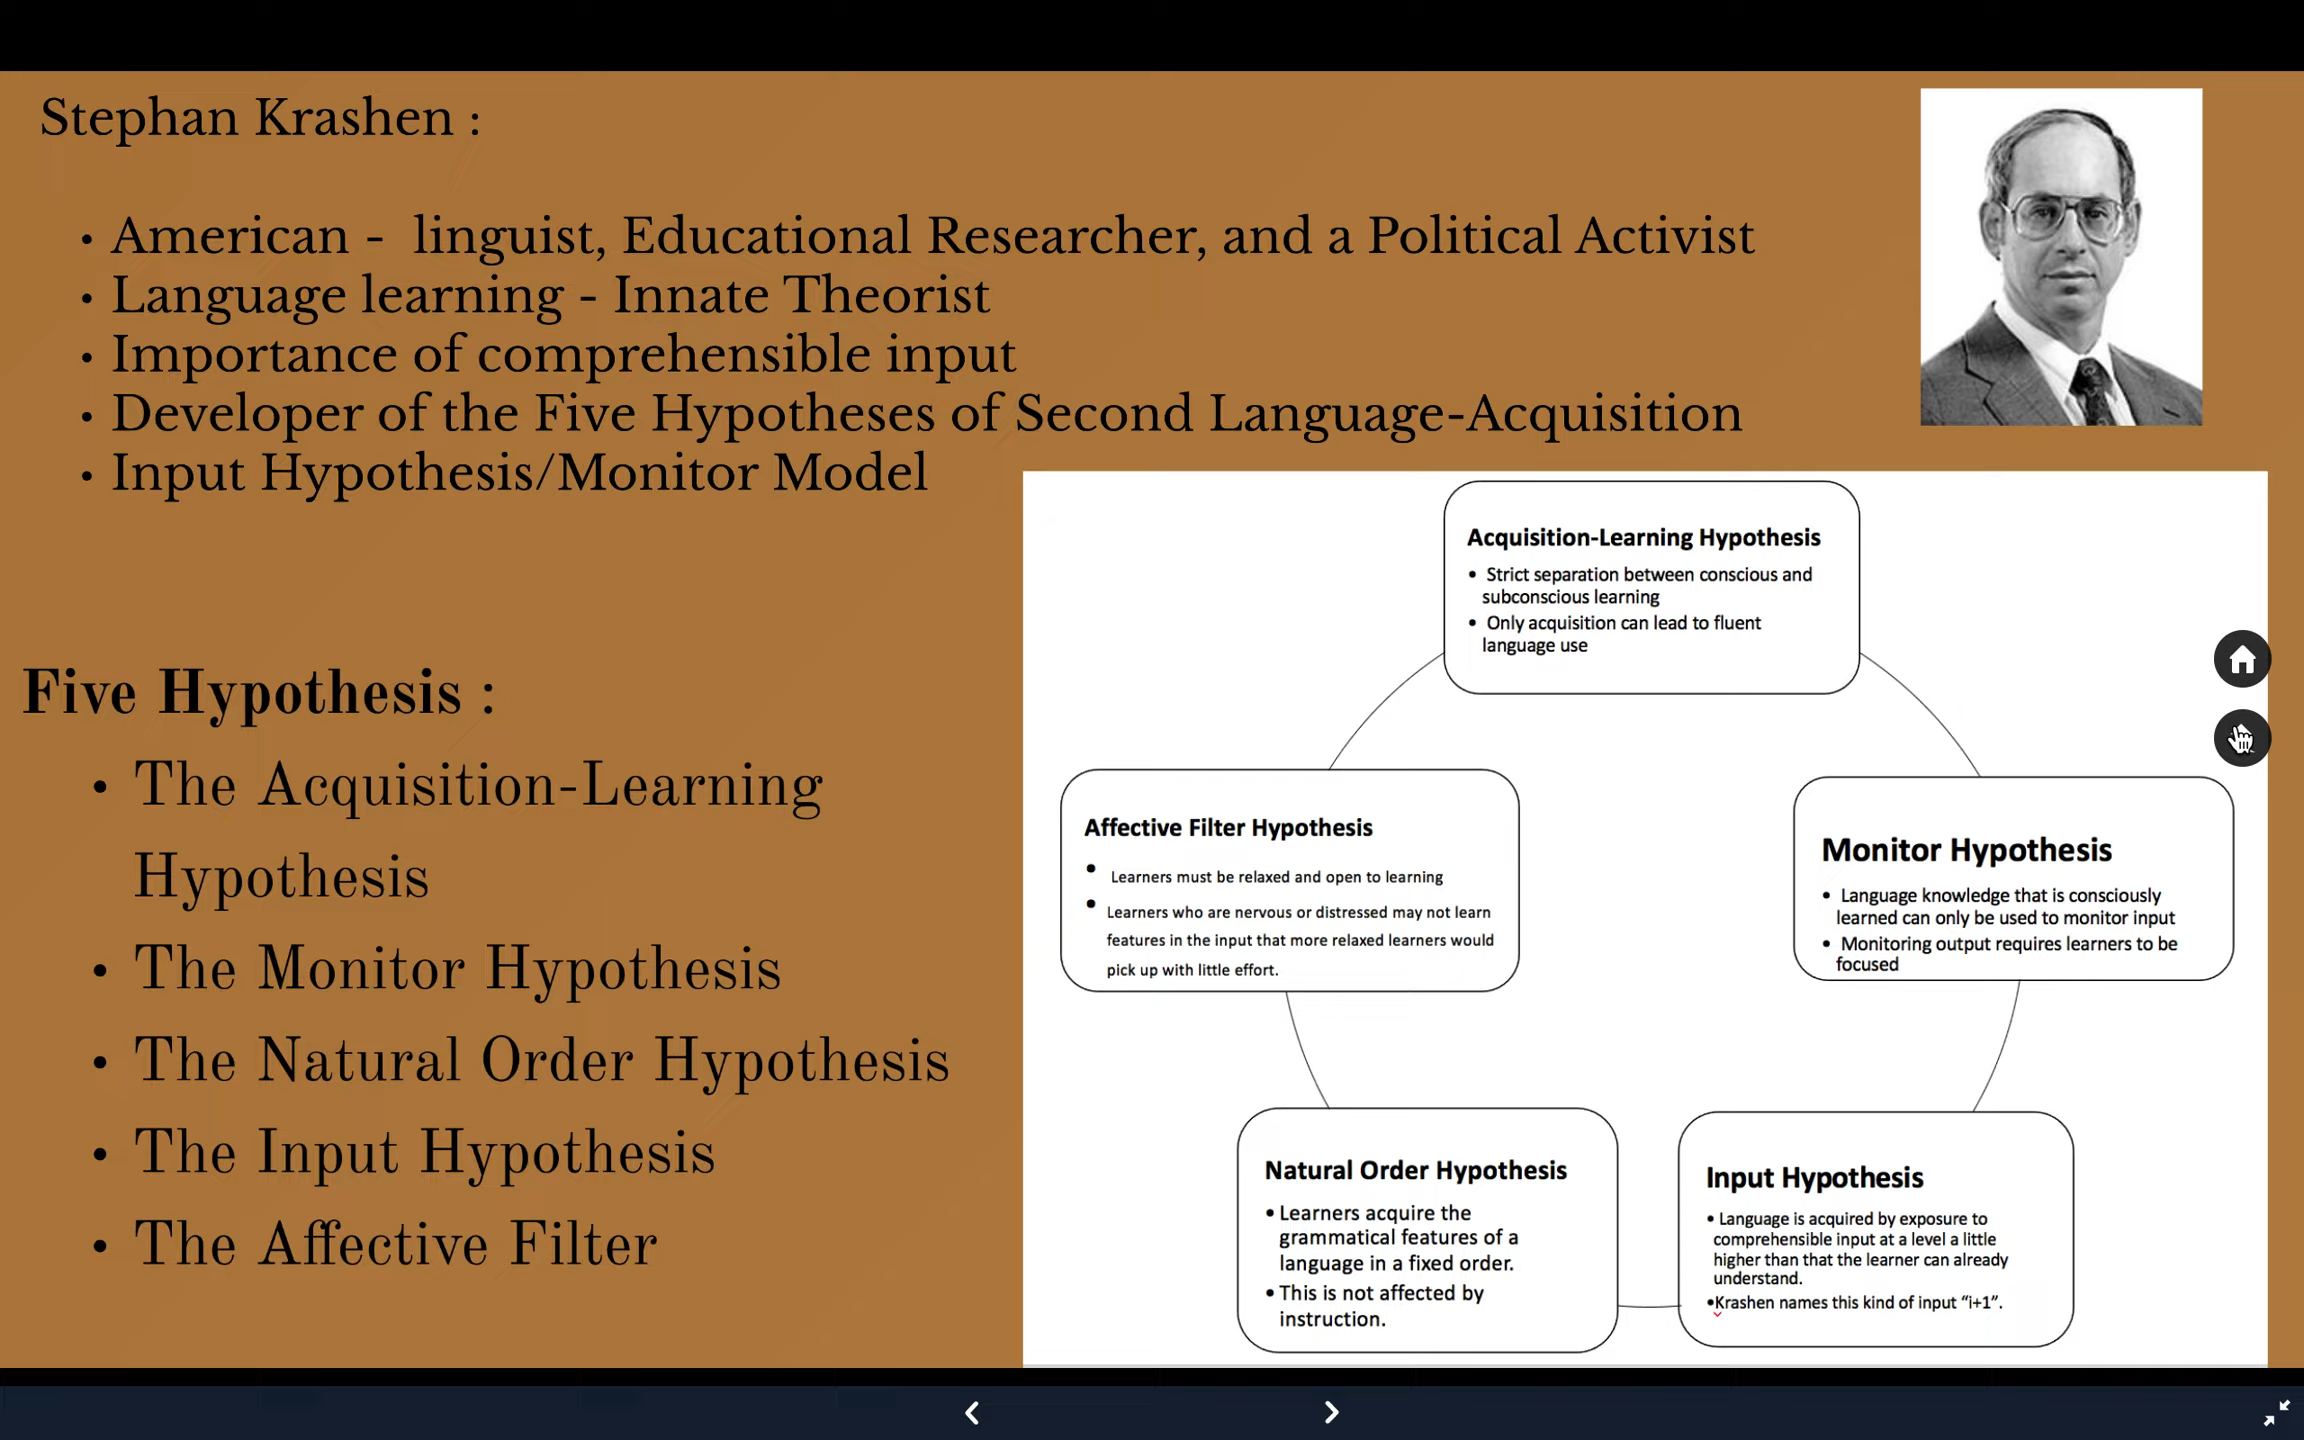 Stephan Krashen :
• American - linguist, Educational Researcher, and a Political Activist
• Language learning - Innate Theorist
• Importance of comprehensible input
• Developer of the Five Hypotheses of Second Language-Acquisition
• Input Hypothesis/Monitor Model
Five Hypothesis :
• The Acquisition-Learning
Hypothesis
• The Monitor Hypothesis
• The Natural Order Hypothesis
• The Input Hypothesis
• The Affective Filter
Acquisition-Learning Hypothesis
• Strict separation between conscious and
subconscious learning
• Only acquisition can lead to fluent
language use
Affective Filter Hypothesis
• Learners must be relaxed and open to learning
• Learners who are nervous or distressed may not learn
features in the input that more relaxed learners would
pick up with little effort.
Monitor Hypothesis
• Language knowledge that is consciously
learned can only be used to monitor input
• Monitoring output requires learners to be
focused
Natural Order Hypothesis
• Learners acquire the
grammatical features of a
language in a fixed order.
• This is not affected by
instruction.
Input Hypothesis
• Language is acquired by exposure to
comprehensible input at a level a little
higher than that the learner can already
understand.
•Krashen names this kind of input “i+1”.